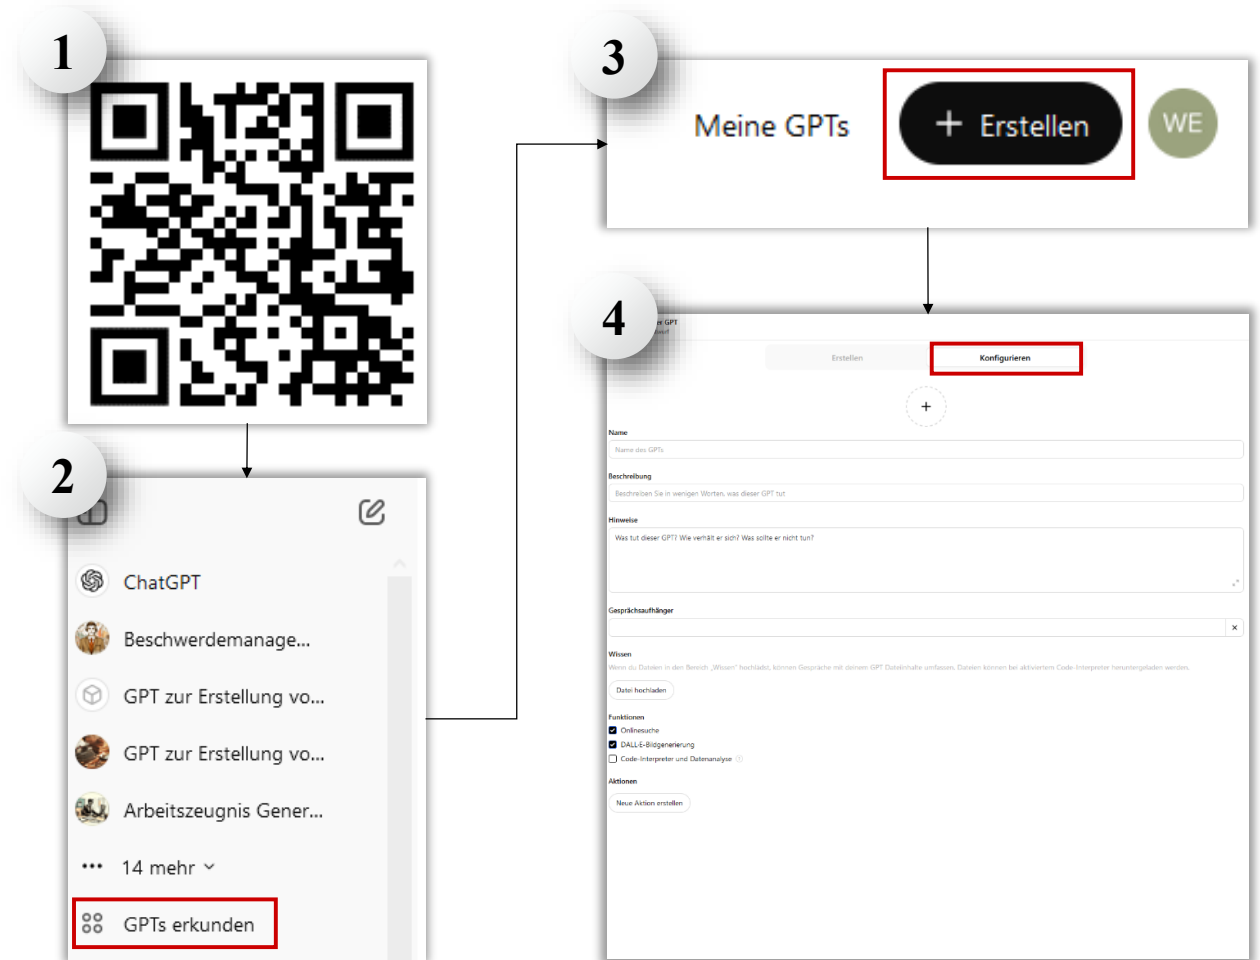 1
2
ChatGPT
Beschwerdemanage...
GPT zur Erstellung vo...
GPT zur Erstellung vo...
Arbeitszeugnis Gener...
14 mehr
GPTs erkunden
3
Meine GPTs
+ Erstellen
WE
4
er GPT
Erstellen
Konfigurieren
+
Name
Name des GPTs
Beschreibung
Beschreiben Sie in wenigen Worten, was dieser GPT tut
Hinweise
Was tut dieser GPT? Wie verhält er sich? Was sollte er nicht tun?
Gesprächsaufhänger
Wissen
Wenn du Dateien in den Bereich „Wissen" hochlädst, können Gespräche mit deinem GPT Dateiinhalte umfassen. Dateien können bei aktiviertem Code-Interpreter heruntergeladen werden.
Datei hochladen
Funktionen
Onlinesuche
DALL·E-Bildgenerierung
Code-Interpreter und Datenanalyse
Aktionen
Neue Aktion erstellen